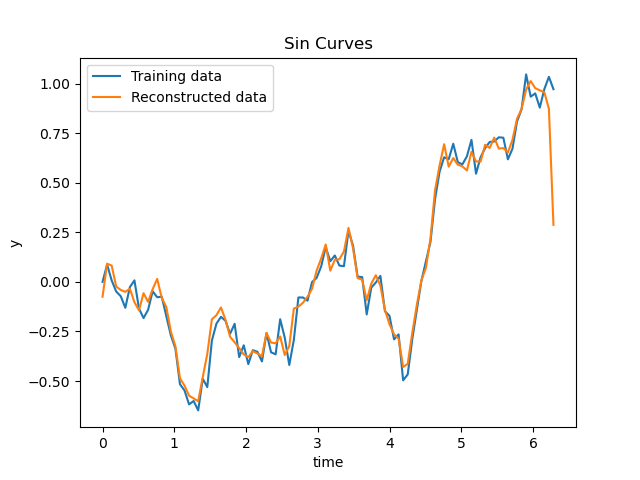 Sin Curves
Training data
Reconstructed data
1.00
0.75
0.50
0.25
0.00
−0.25
−0.50
y
0 1 2 3 4 5 6
time